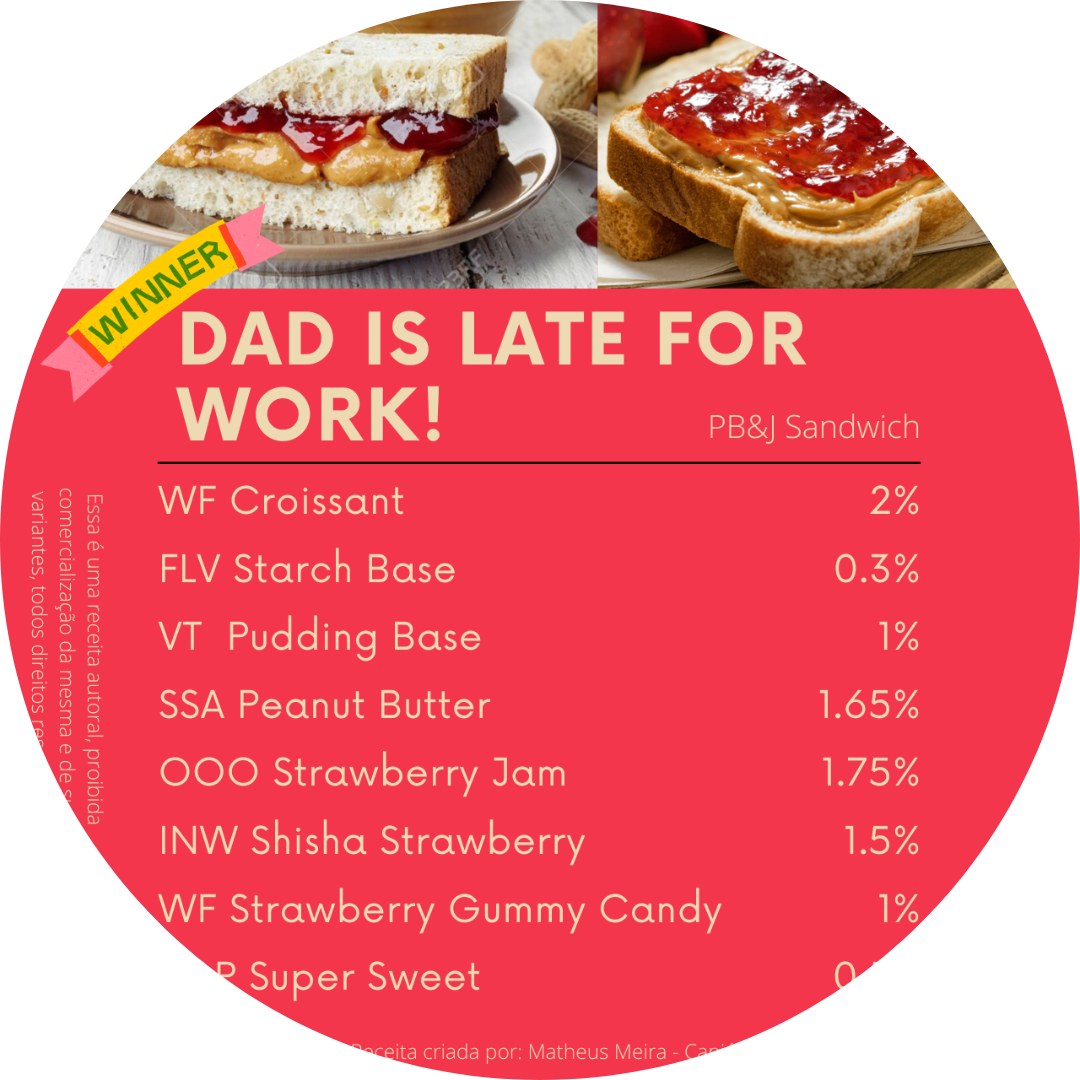 WINNER
DAD IS LATE FOR
WORK!
PB&J Sandwich
WF Croissant 2%
FLV Starch Base 0.3%
VT Pudding Base 1%
SSA Peanut Butter 1.65%
OOO Strawberry Jam 1.75%
INW Shisha Strawberry 1.5%
WF Strawberry Gummy Candy 1%
Super Sweet
Receita criada por: Matheus Meira -
Essa é uma receita autoral, proibida
comercialização da mesma e de
variantes, todos direitos